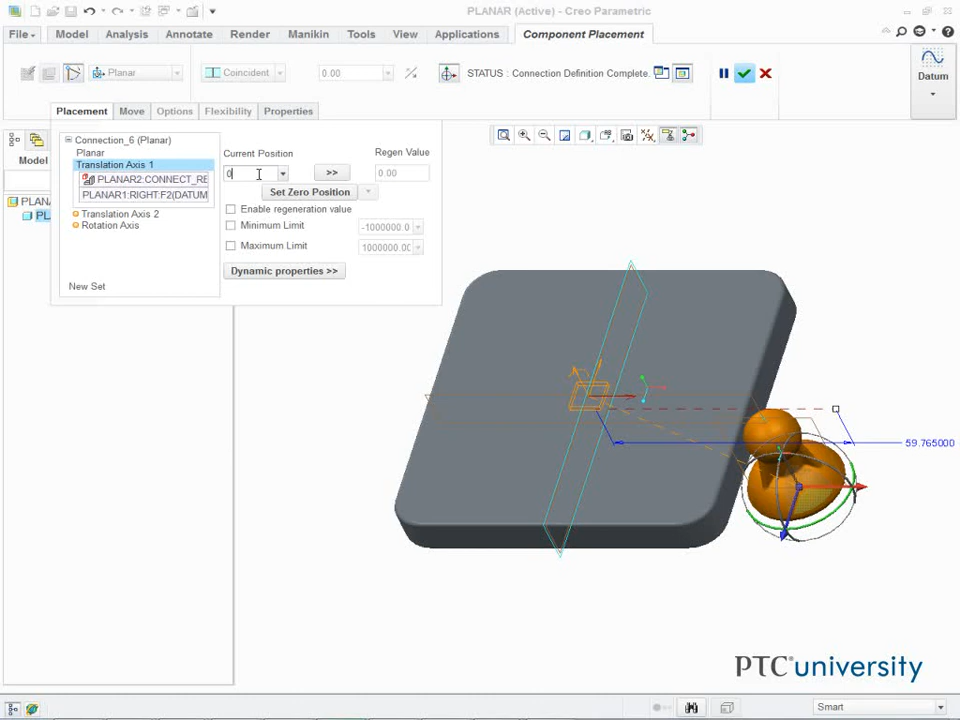 PLANAR (Active) - Creo Parametric
File Model Analysis Annotate Render Manikin Tools View Applications Component Placement
Planar Coincident 0.00 STATUS : Connection Definition Complete. Datum
Placement Move Options Flexibility Properties
Connection_6 (Planar)
Planar
Translation Axis 1
PLANAR2:CONNECT_RE
PLANAR1:RIGHT:F2(DATUM
Translation Axis 2
Rotation Axis
New Set
Current Position Regen Value
0 >> 0.00
Set Zero Position
Enable regeneration value
Minimum Limit -1000000.0
Maximum Limit 1000000.00
Dynamic properties >>
Model
PLANA
PL
59.765000
PTC university
Smart